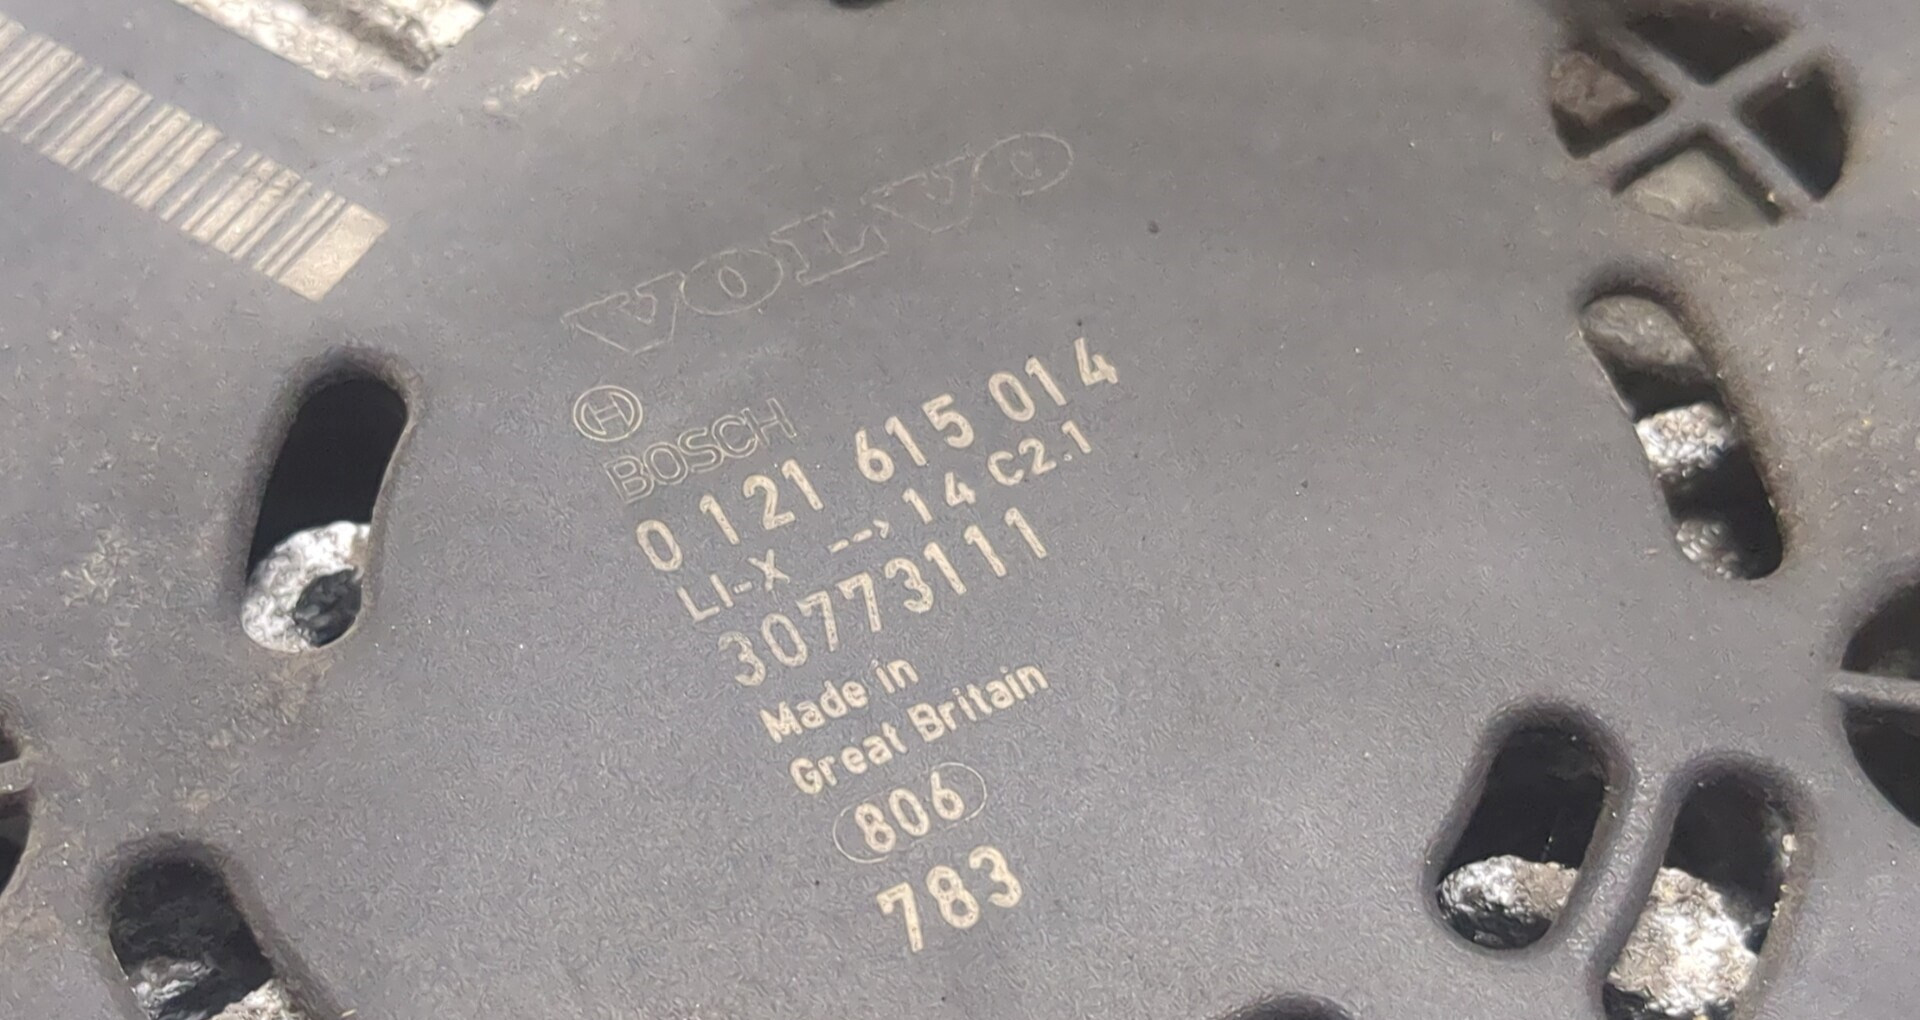 VOLVO
BOSCH
0 121 615 014
LI-X --> 14 C2.1
30773111
Made in
Great Britain
806
783